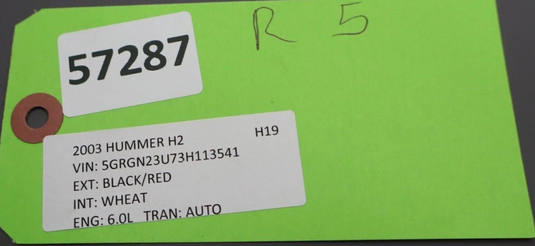 R 5
57287
2003 HUMMER H2 H19
VIN: 5GRGN23U73H113541
EXT: BLACK/RED
INT: WHEAT
ENG: 6.0L TRAN: AUTO